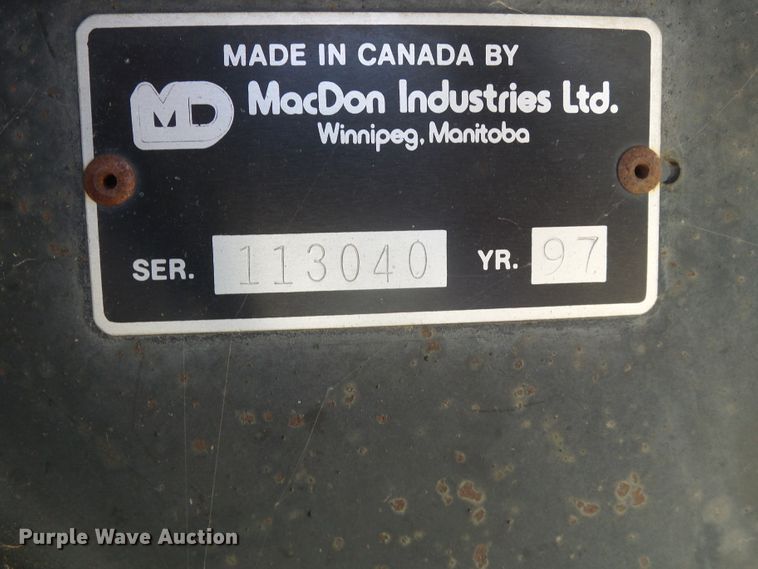 MADE IN CANADA BY
MD MacDon Industries Ltd.
Winnipeg, Manitoba
SER. 113040 YR. 97
Purple Wave Auction